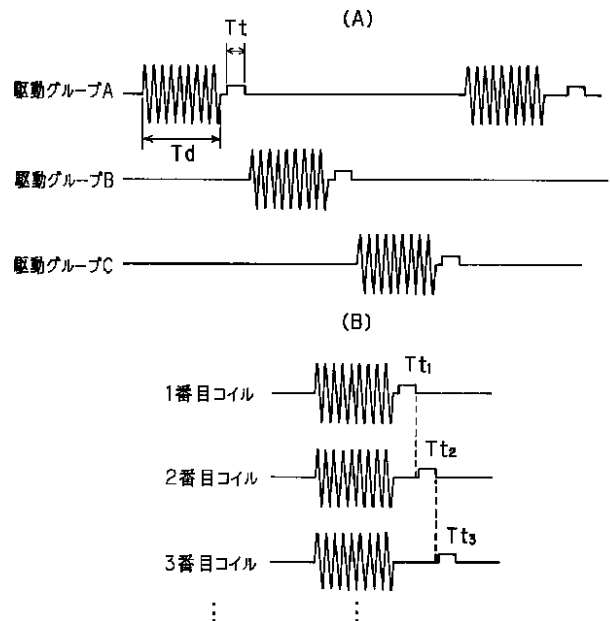 (A)
Tt
駆動グループA
Td
駆動グループB
駆動グループC
(B)
Tt1
1番目コイル
Tt2
2番目コイル
Tt3
3番目コイル